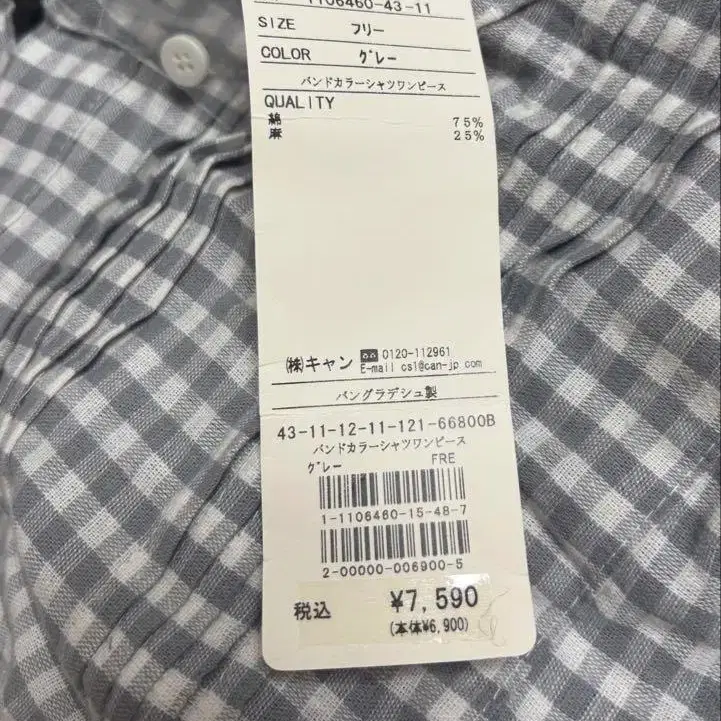 1106460-43-11
SIZE フリー
COLOR グレー
バンドカラーシャツワンピース
QUALITY
綿 75%
麻 25%
㈱キャン 0120-112961
E-mail cs1@can-jp.com
バングラデシュ製
43-11-12-11-121-66800B
バンドカラーシャツワンピース
グレー FRE
1-1106460-15-48-7
2-00000-006900-5
税込 ¥7,590
(本体¥6,900)